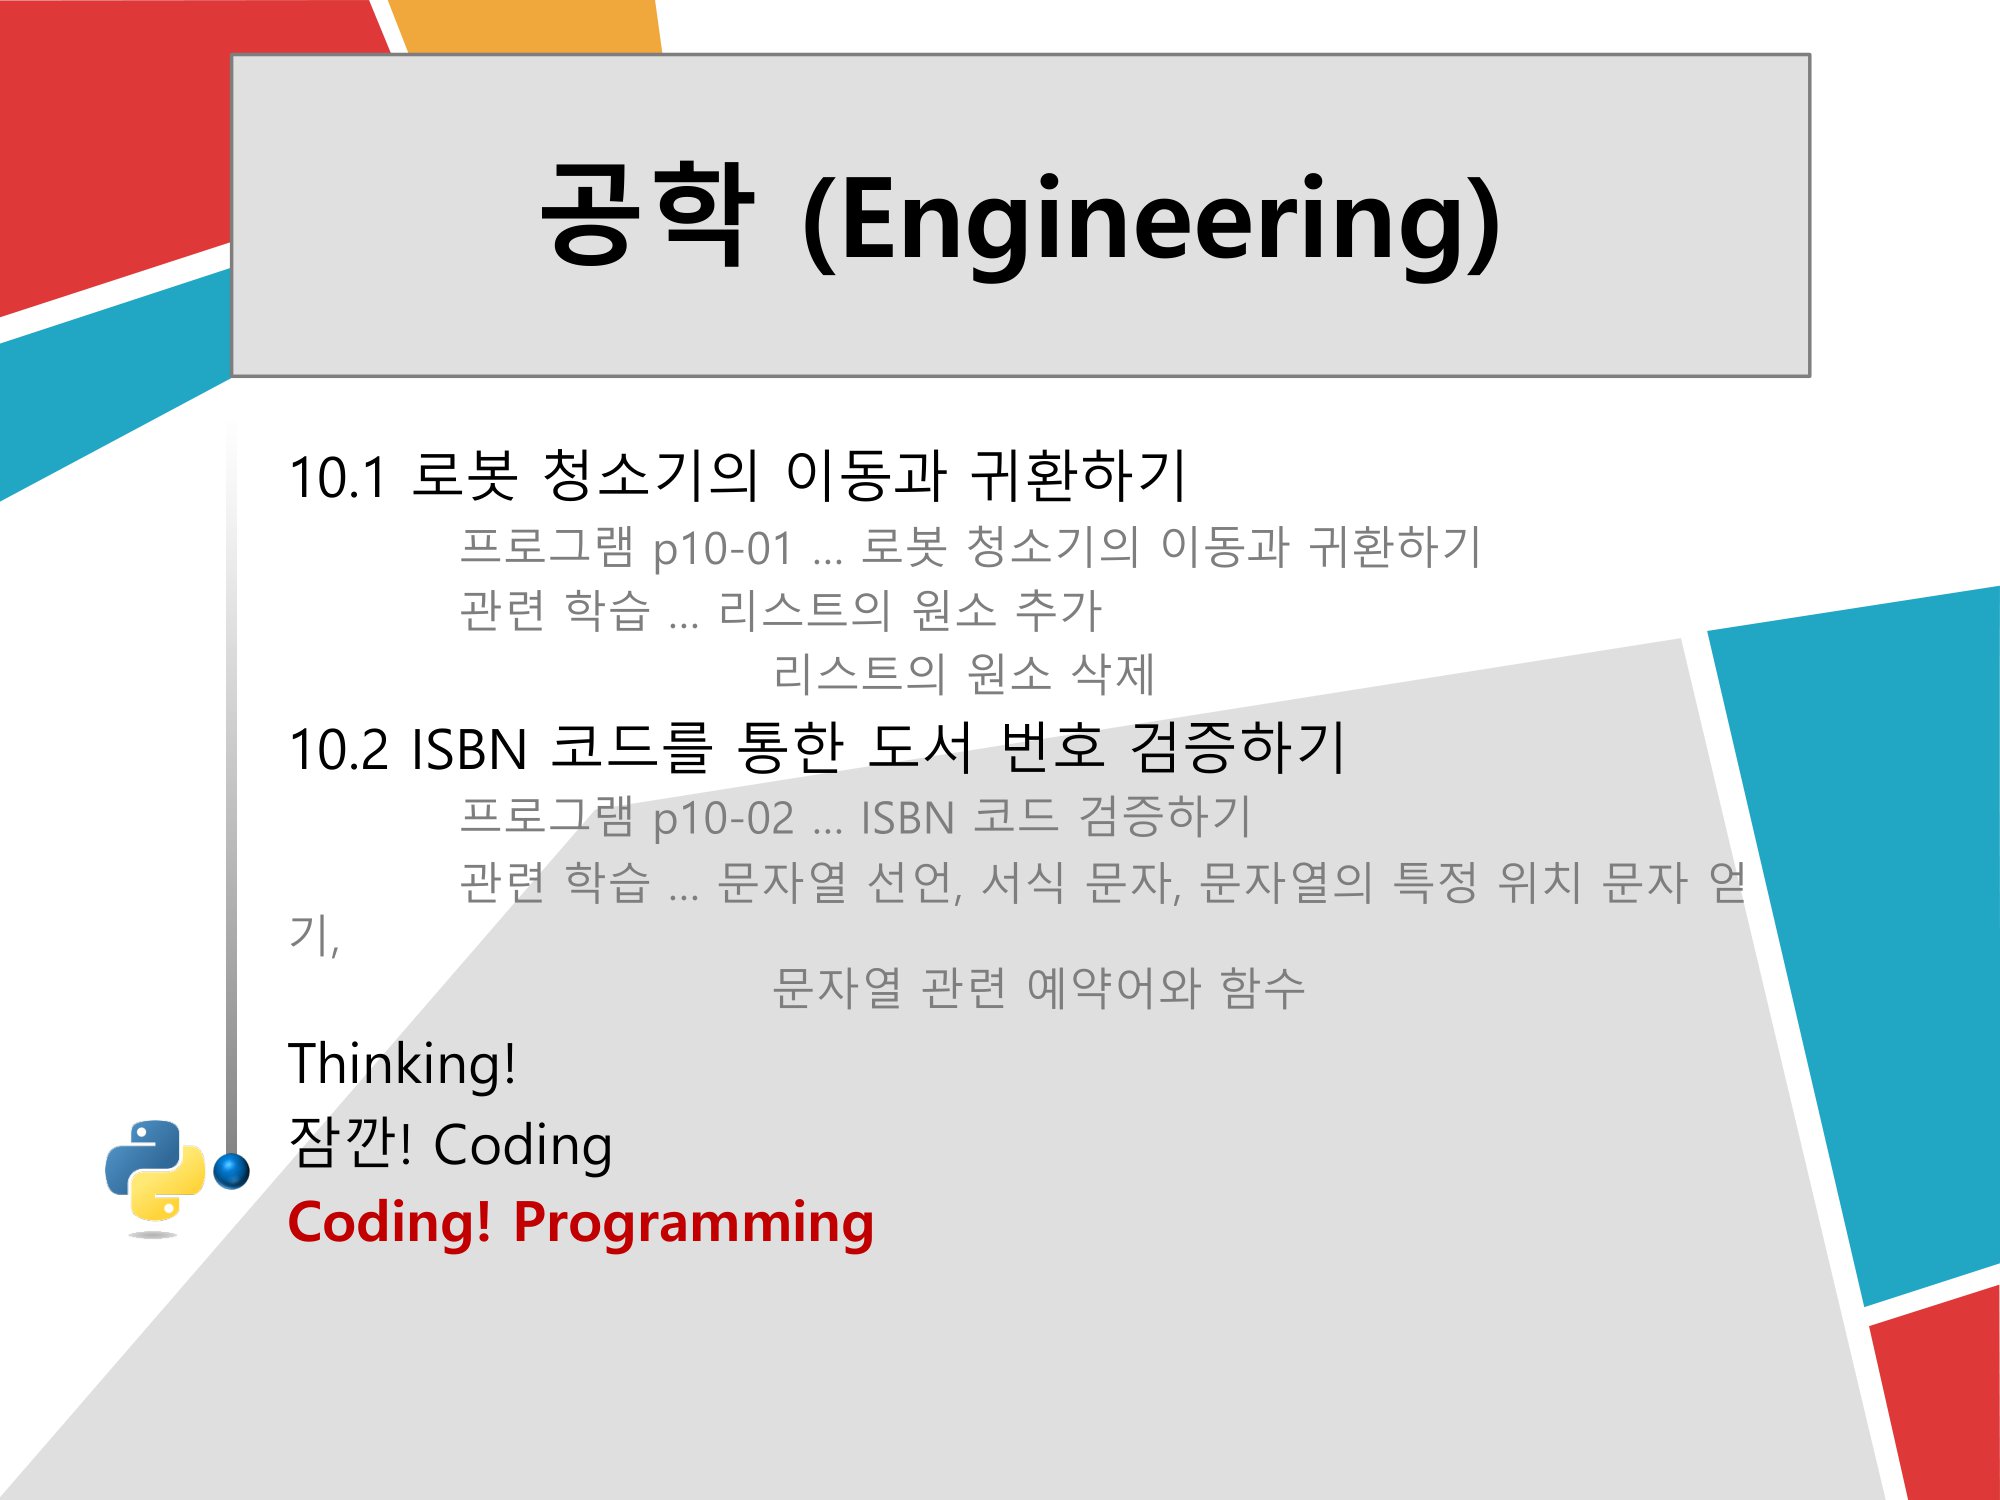 공학 (Engineering)
10.1 로봇 청소기의 이동과 귀환하기
프로그램 p10-01 ... 로봇 청소기의 이동과 귀환하기
관련 학습 ... 리스트의 원소 추가
리스트의 원소 삭제
10.2 ISBN 코드를 통한 도서 번호 검증하기
프로그램 p10-02 ... ISBN 코드 검증하기
관련 학습 ... 문자열 선언, 서식 문자, 문자열의 특정 위치 문자 얻
기,
문자열 관련 예약어와 함수
Thinking!
잠깐! Coding
Coding! Programming